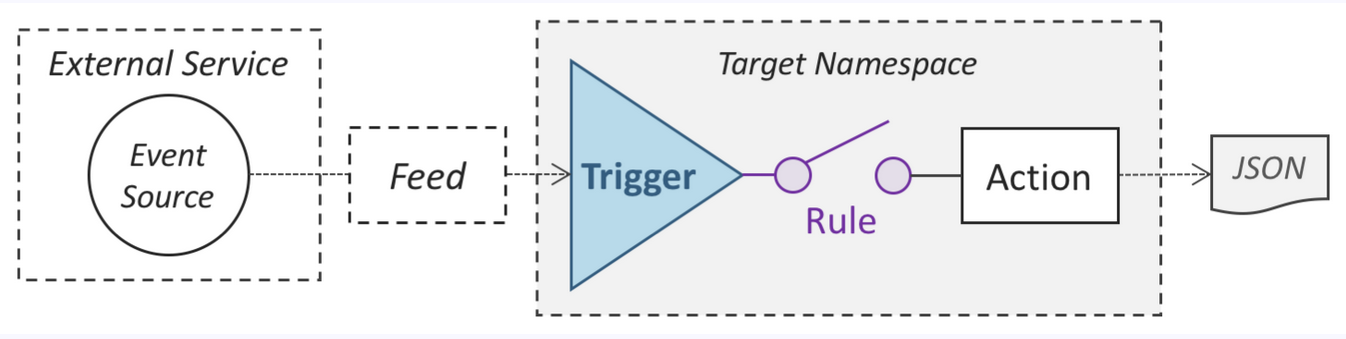 External Service
Event
Source
Feed
Target Namespace
Trigger
Rule
Action
JSON